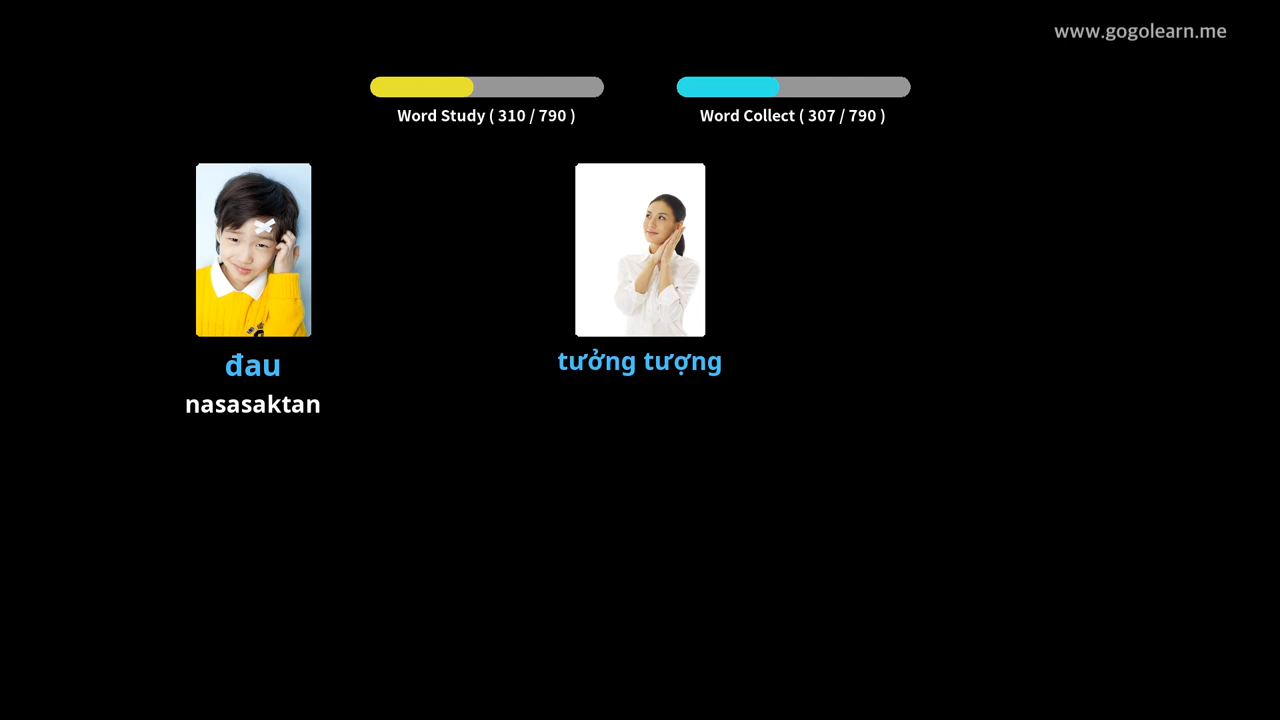 www.gogolearn.me
Word Study ( 310 / 790 )
Word Collect ( 307 / 790 )
đau
nasasaktan
tưởng tượng